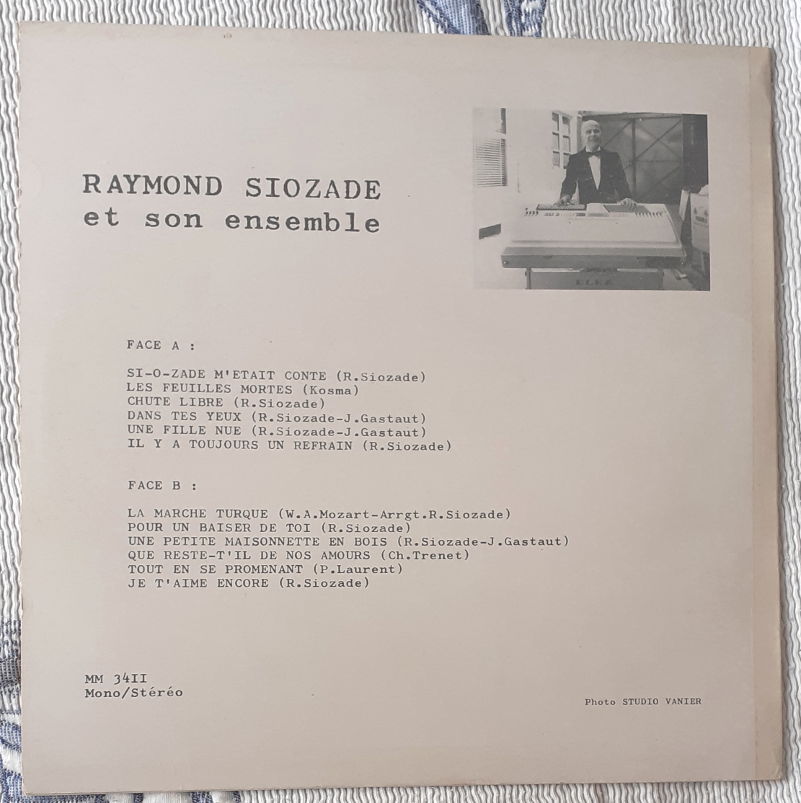 RAYMOND SIOZADE
et son ensemble
FACE A :
SI-O-ZADE M'ETAIT CONTE (R.Siozade)
LES FEUILLES MORTES (Kosma)
CHUTE LIBRE (R.Siozade)
DANS TES YEUX (R.Siozade-J.Gastaut)
UNE FILLE NUE (R.Siozade-J.Gastaut)
IL Y A TOUJOURS UN REFRAIN (R.Siozade)
FACE B :
LA MARCHE TURQUE (W.A.Mozart-Arrgt.R.Siozade)
POUR UN BAISER DE TOI (R.Siozade)
UNE PETITE MAISONNETTE EN BOIS (R.Siozade-J.Gastaut)
QUE RESTE-T'IL DE NOS AMOURS (Ch.Trenet)
TOUT EN SE PROMENANT (P.Laurent)
JE T'AIME ENCORE (R.Siozade)
MM 34II
Mono/Stéréo
Photo STUDIO VANIER